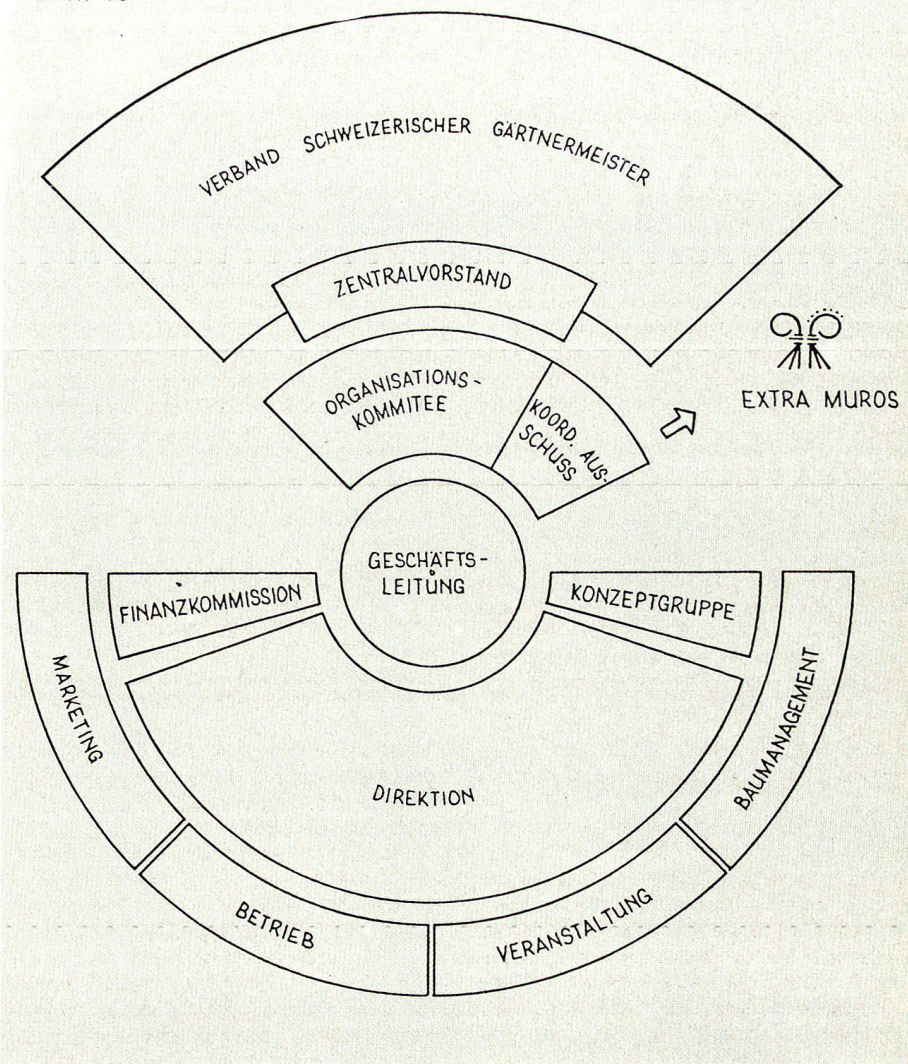 VERBAND SCHWEIZERISCHER GÄRTNERMEISTER
ZENTRALVORSTAND
ORGANISATIONS-
KOMMITEE
KOORD. AUS-
SCHUSS
EXTRA MUROS
GESCHÄFTS-
LEITUNG
FINANZKOMMISSION
KONZEPTGRUPPE
MARKETING
BAUMANAGEMENT
DIREKTION
BETRIEB
VERANSTALTUNG